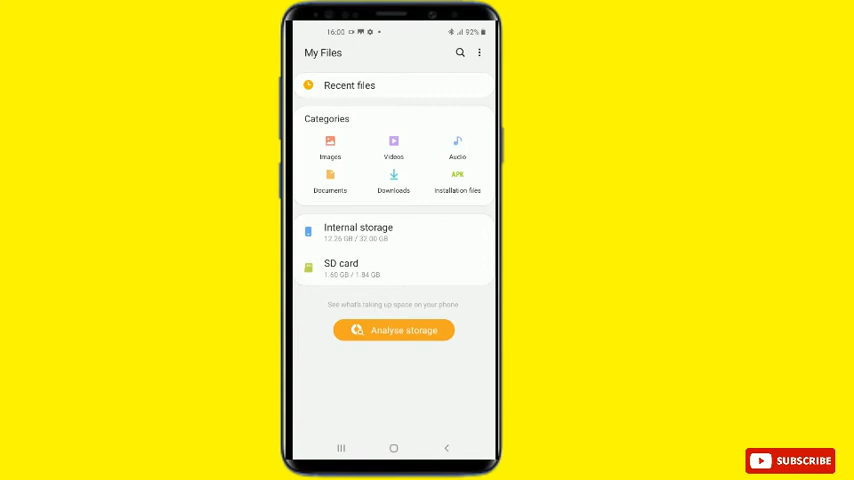 16:00
92%
My Files
Recent files
Categories
Images
Videos
Audio
APK
Documents
Downloads
Installation files
Internal storage
12.26 GB / 32.00 GB
SD card
1.60 GB / 1.84 GB
See what's taking up space on your phone.
Analyse storage
SUBSCRIBE